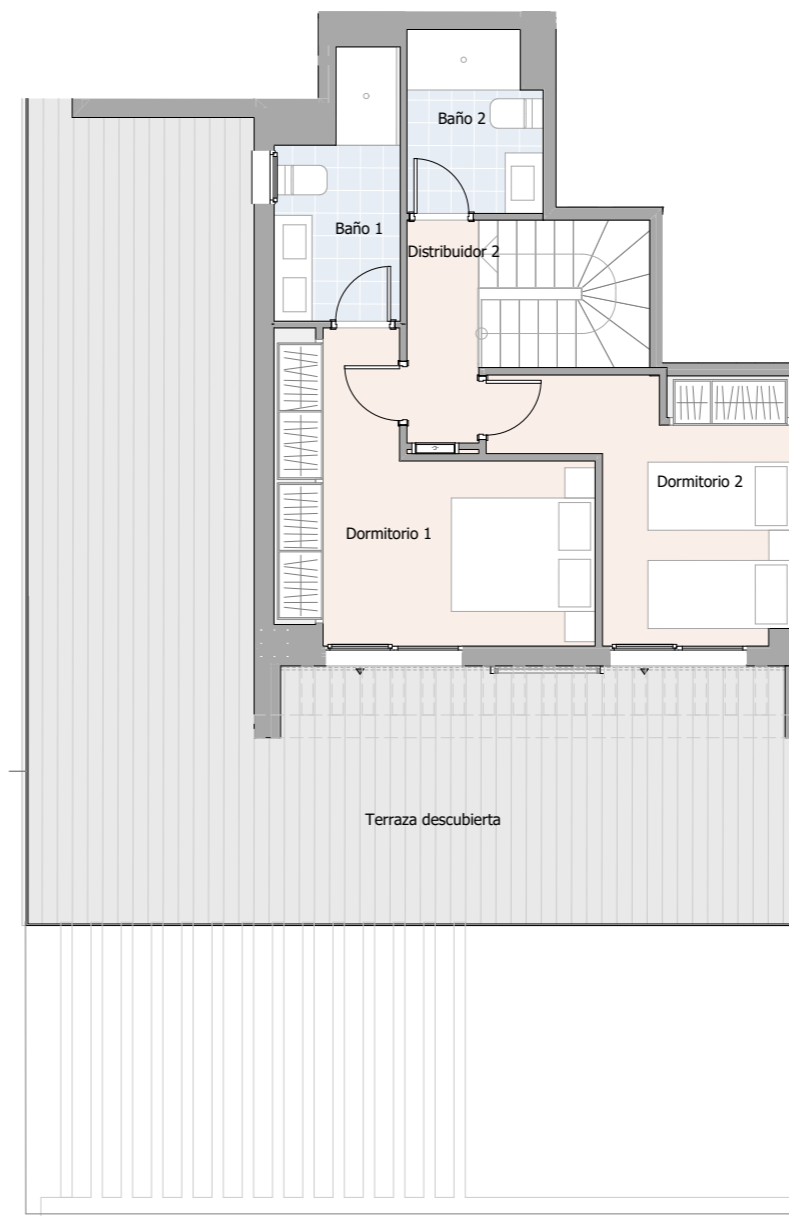 Baño 2
Baño 1
Distribuidor 2
Dormitorio 2
Dormitorio 1
Terraza descubierta